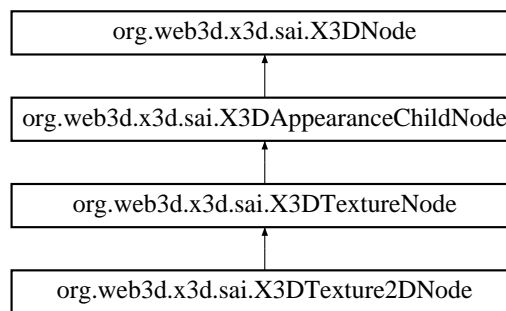 org.web3d.x3d.sai.X3DNode
org.web3d.x3d.sai.X3DAppearanceChildNode
org.web3d.x3d.sai.X3DTextureNode
org.web3d.x3d.sai.X3DTexture2DNode